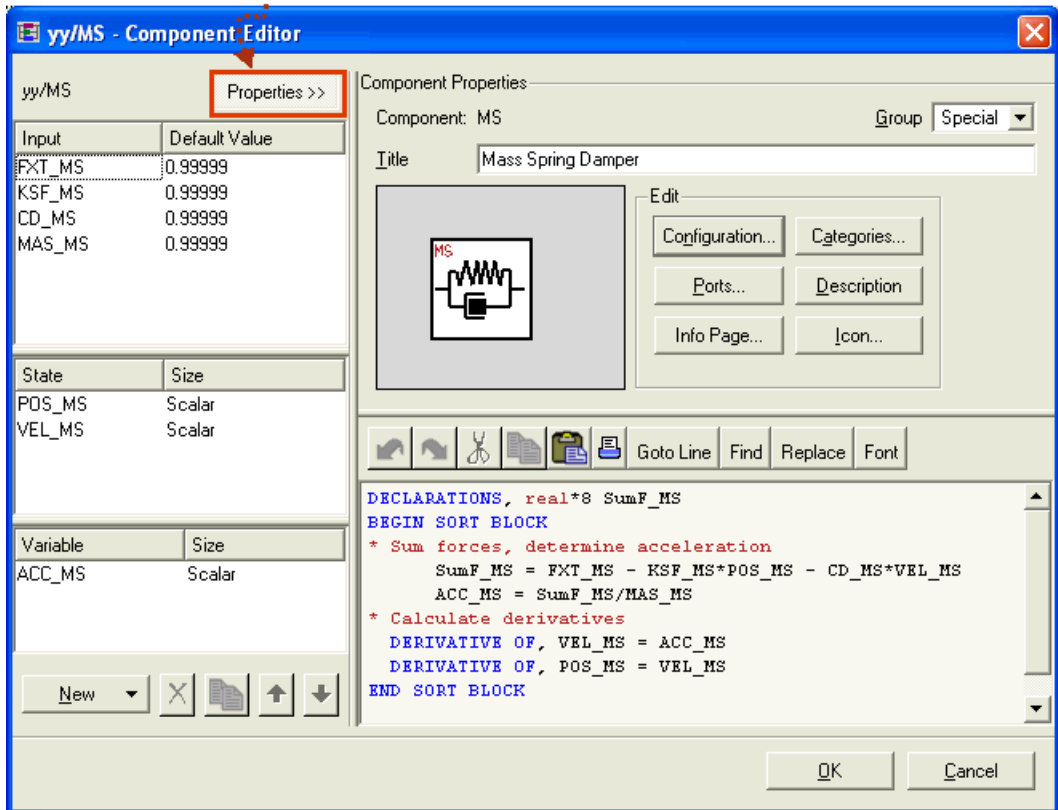 yy/MS - Component Editor
yy/MS
Properties >>
Input Default Value
FXT_MS 0.99999
KSF_MS 0.99999
CD_MS 0.99999
MAS_MS 0.99999
State Size
POS_MS Scalar
VEL_MS Scalar
Variable Size
ACC_MS Scalar
New
Component Properties
Component: MS
Group Special
Title Mass Spring Damper
MS
Edit
Configuration... Categories...
Ports... Description
Info Page... Icon...
Goto Line Find Replace Font
DECLARATIONS, real*8 SumF_MS
BEGIN SORT BLOCK
* Sum forces, determine acceleration
SumF_MS = FXT_MS - KSF_MS*POS_MS - CD_MS*VEL_MS
ACC_MS = SumF_MS/MAS_MS
* Calculate derivatives
DERIVATIVE OF, VEL_MS = ACC_MS
DERIVATIVE OF, POS_MS = VEL_MS
END SORT BLOCK
OK Cancel